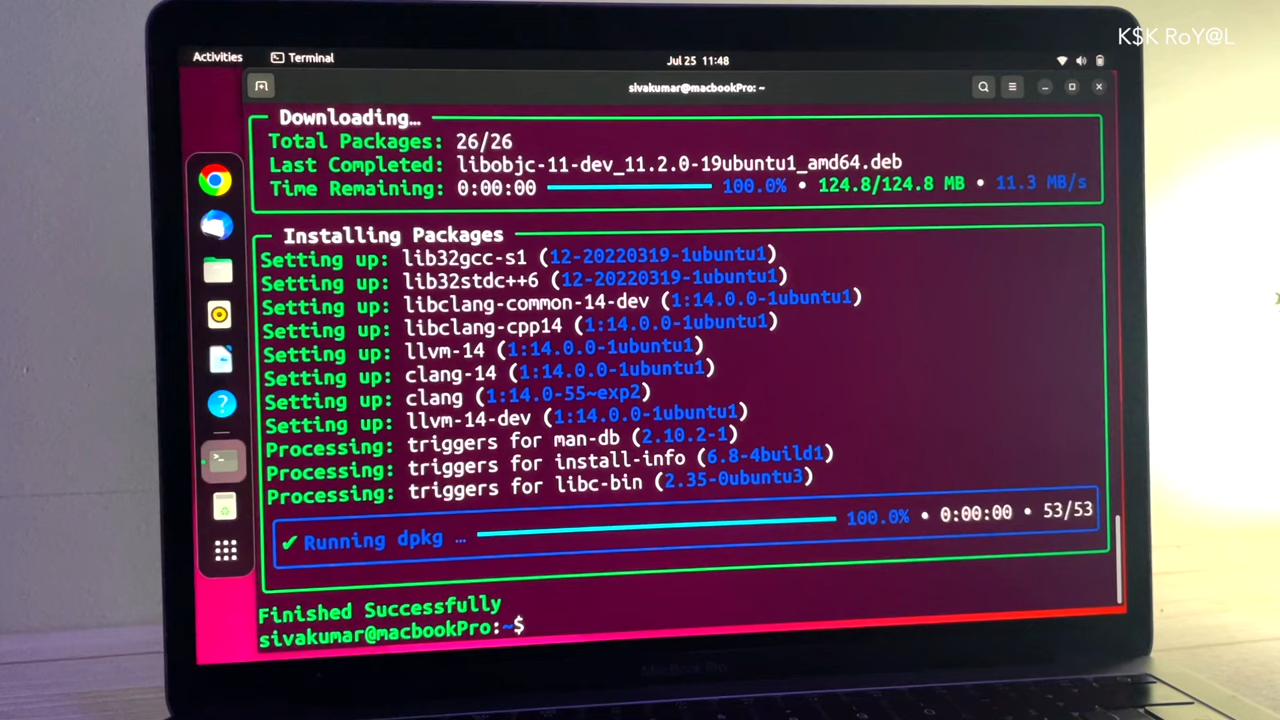 K$K RoY@L
Activities
Terminal
Jul 25 11:48
sivakumar@macbookPro: ~
Downloading…
Total Packages: 26/26
Last Completed: libobjc-11-dev_11.2.0-19ubuntu1_amd64.deb
Time Remaining: 0:00:00 100.0% • 124.8/124.8 MB • 11.3 MB/s
Installing Packages
Setting up: lib32gcc-s1 (12-20220319-1ubuntu1)
Setting up: lib32stdc++6 (12-20220319-1ubuntu1)
Setting up: libclang-common-14-dev (1:14.0.0-1ubuntu1)
Setting up: libclang-cpp14 (1:14.0.0-1ubuntu1)
Setting up: llvm-14 (1:14.0.0-1ubuntu1)
Setting up: clang-14 (1:14.0.0-1ubuntu1)
Setting up: clang (1:14.0-55~exp2)
Setting up: llvm-14-dev (1:14.0.0-1ubuntu1)
Processing: triggers for man-db (2.10.2-1)
Processing: triggers for install-info (6.8-4build1)
Processing: triggers for libc-bin (2.35-0ubuntu3)
✔ Running dpkg … 100.0% • 0:00:00 • 53/53
Finished Successfully
sivakumar@macbookPro:~$
MacBook Pro